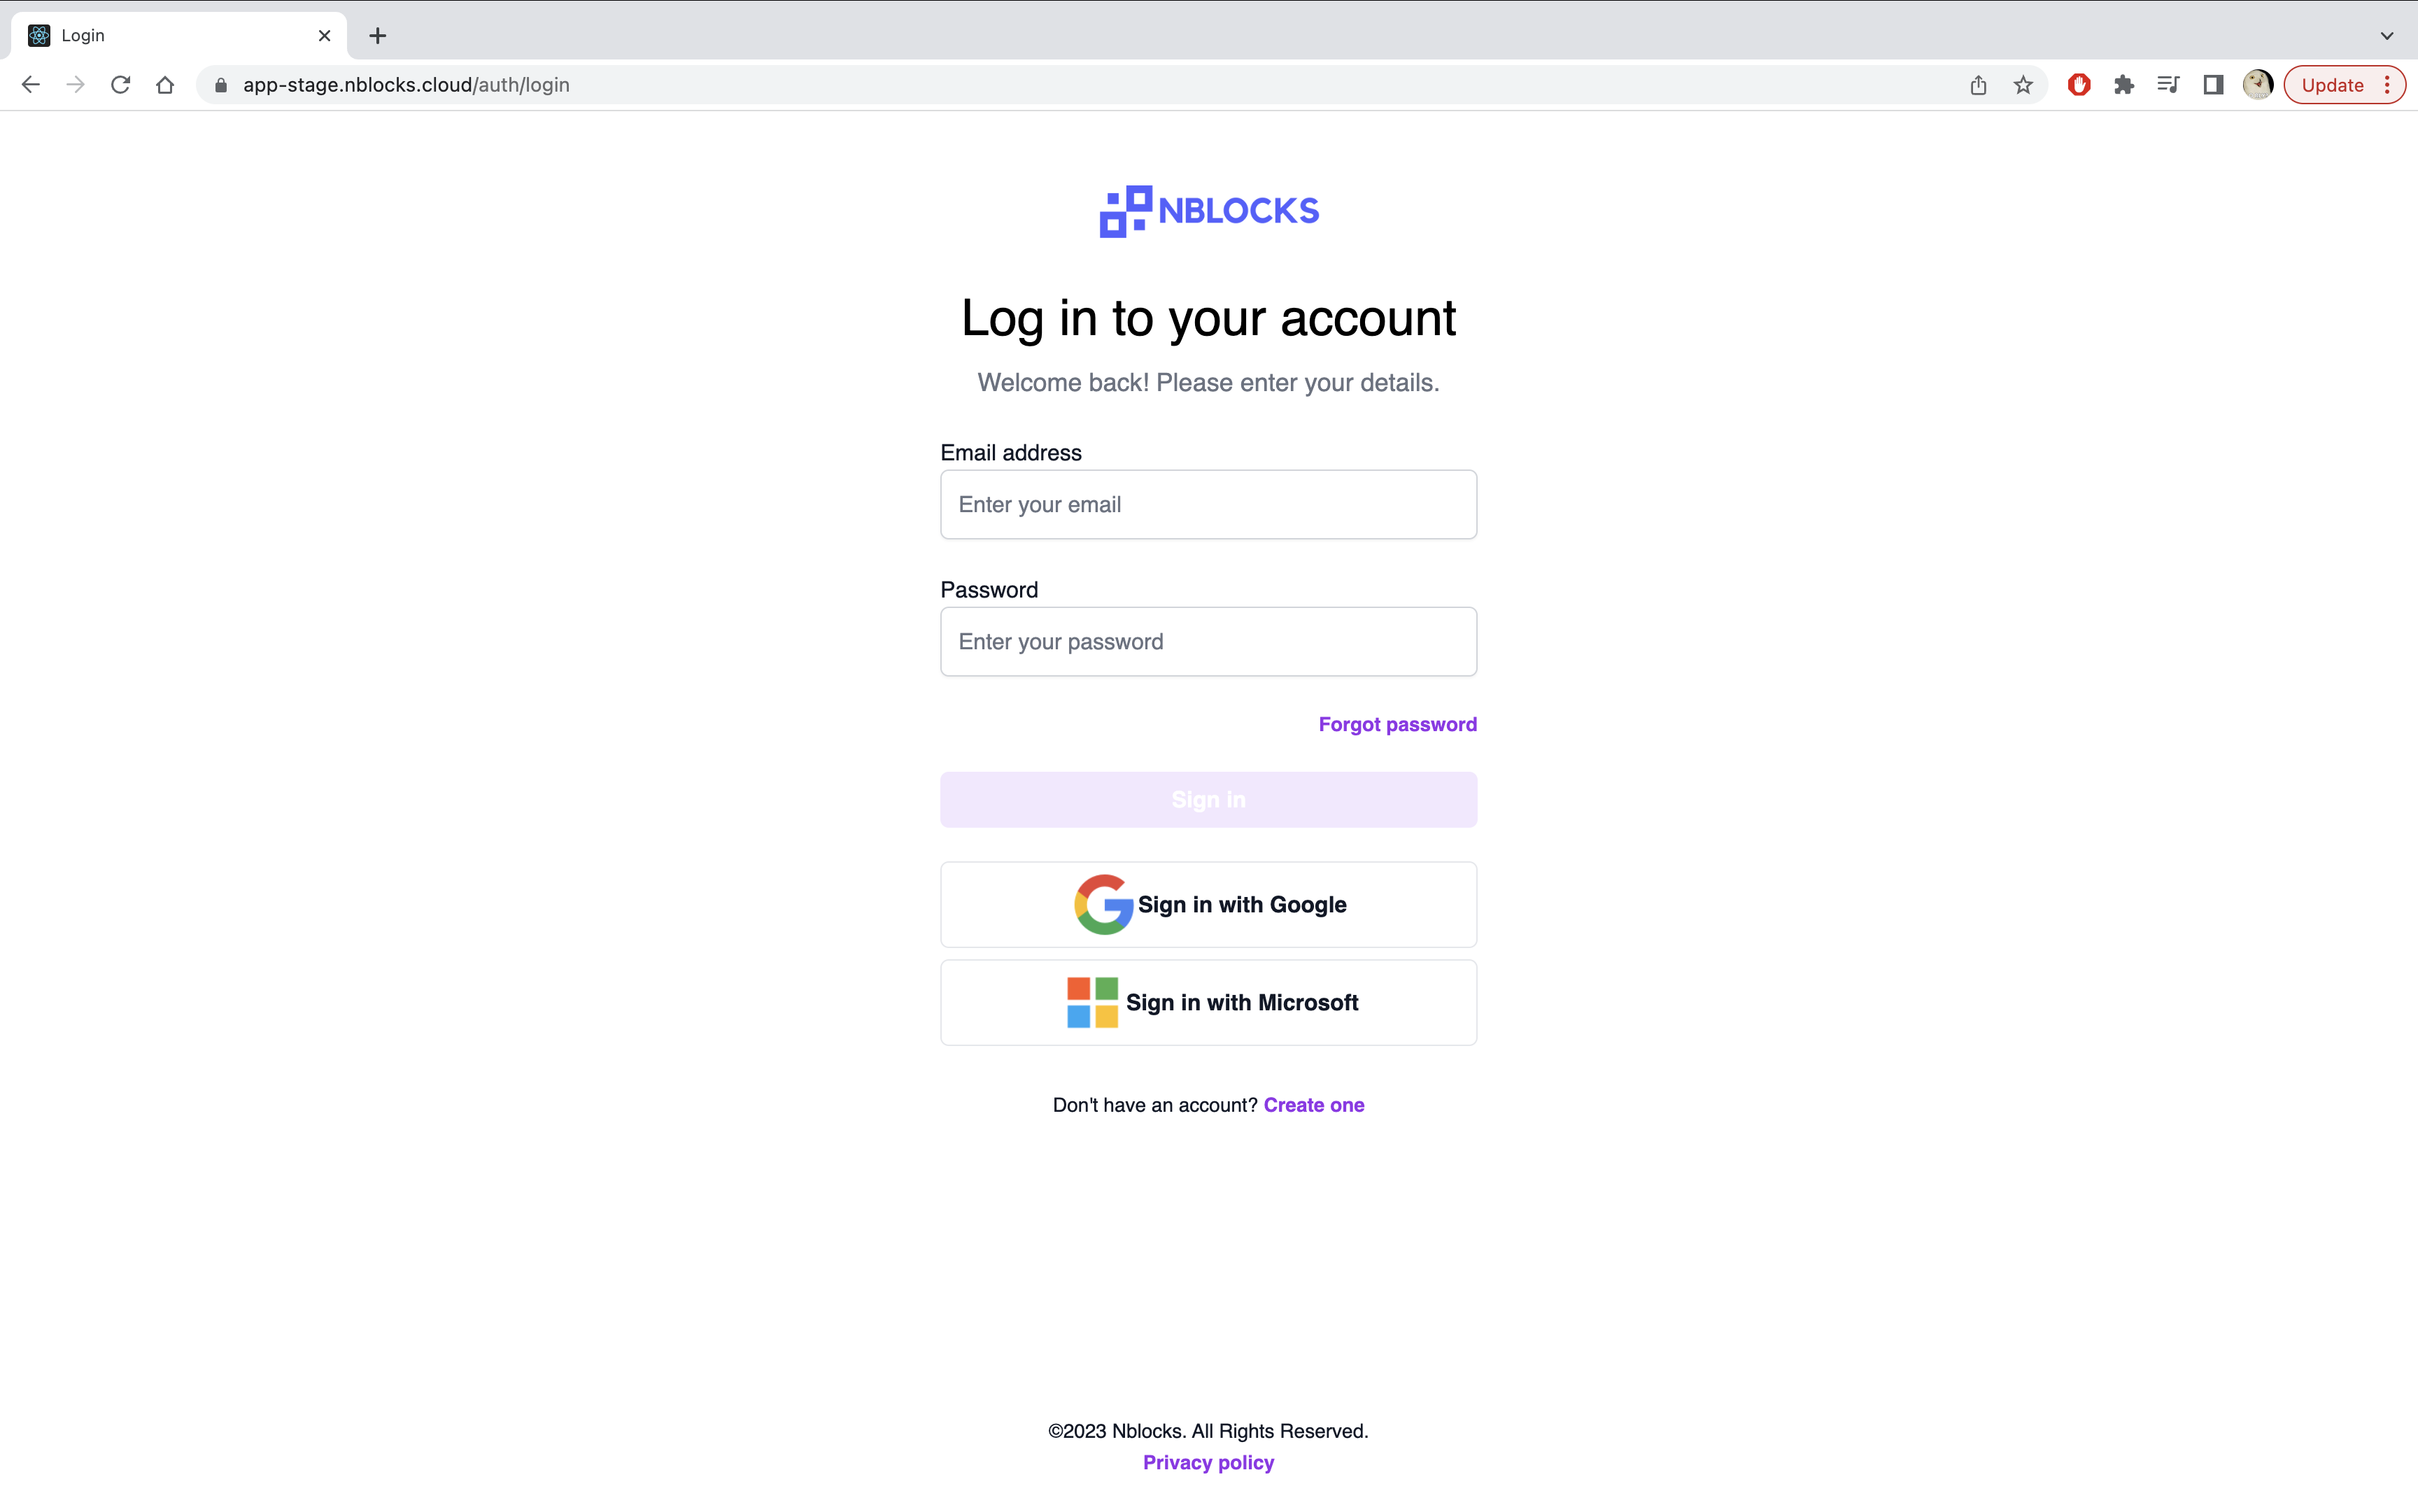 Login
app-stage.nblocks.cloud/auth/login
Update
NBLOCKS
Log in to your account
Welcome back! Please enter your details.
Email address
Enter your email
Password
Enter your password
Forgot password
Sign in
Sign in with Google
Sign in with Microsoft
Don't have an account? Create one
©2023 Nblocks. All Rights Reserved.
Privacy policy